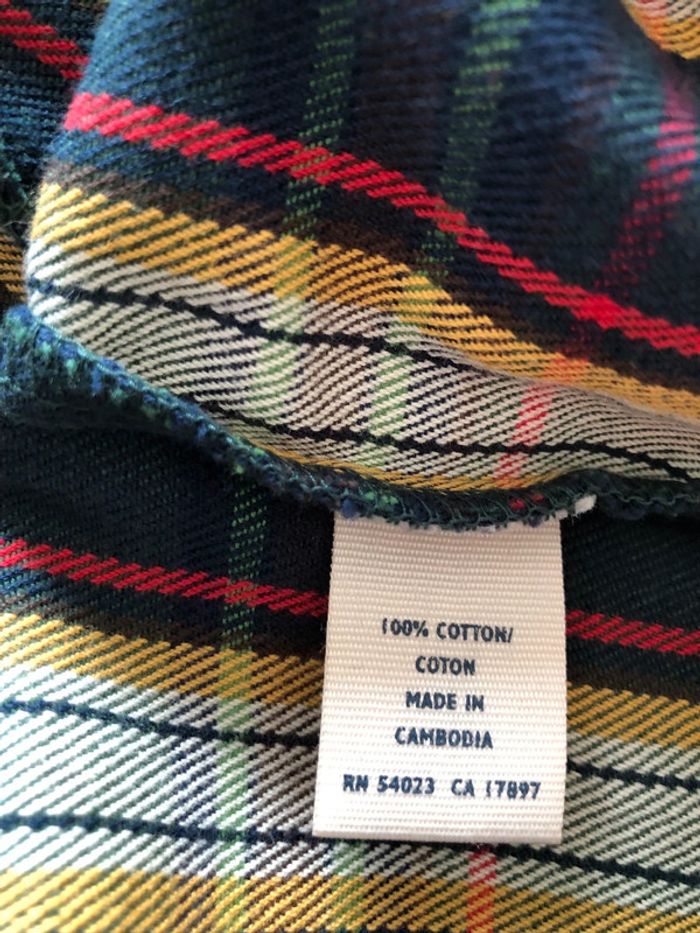 100% COTTON/
COTON
MADE IN
CAMBODIA
RN 54023 CA 17897